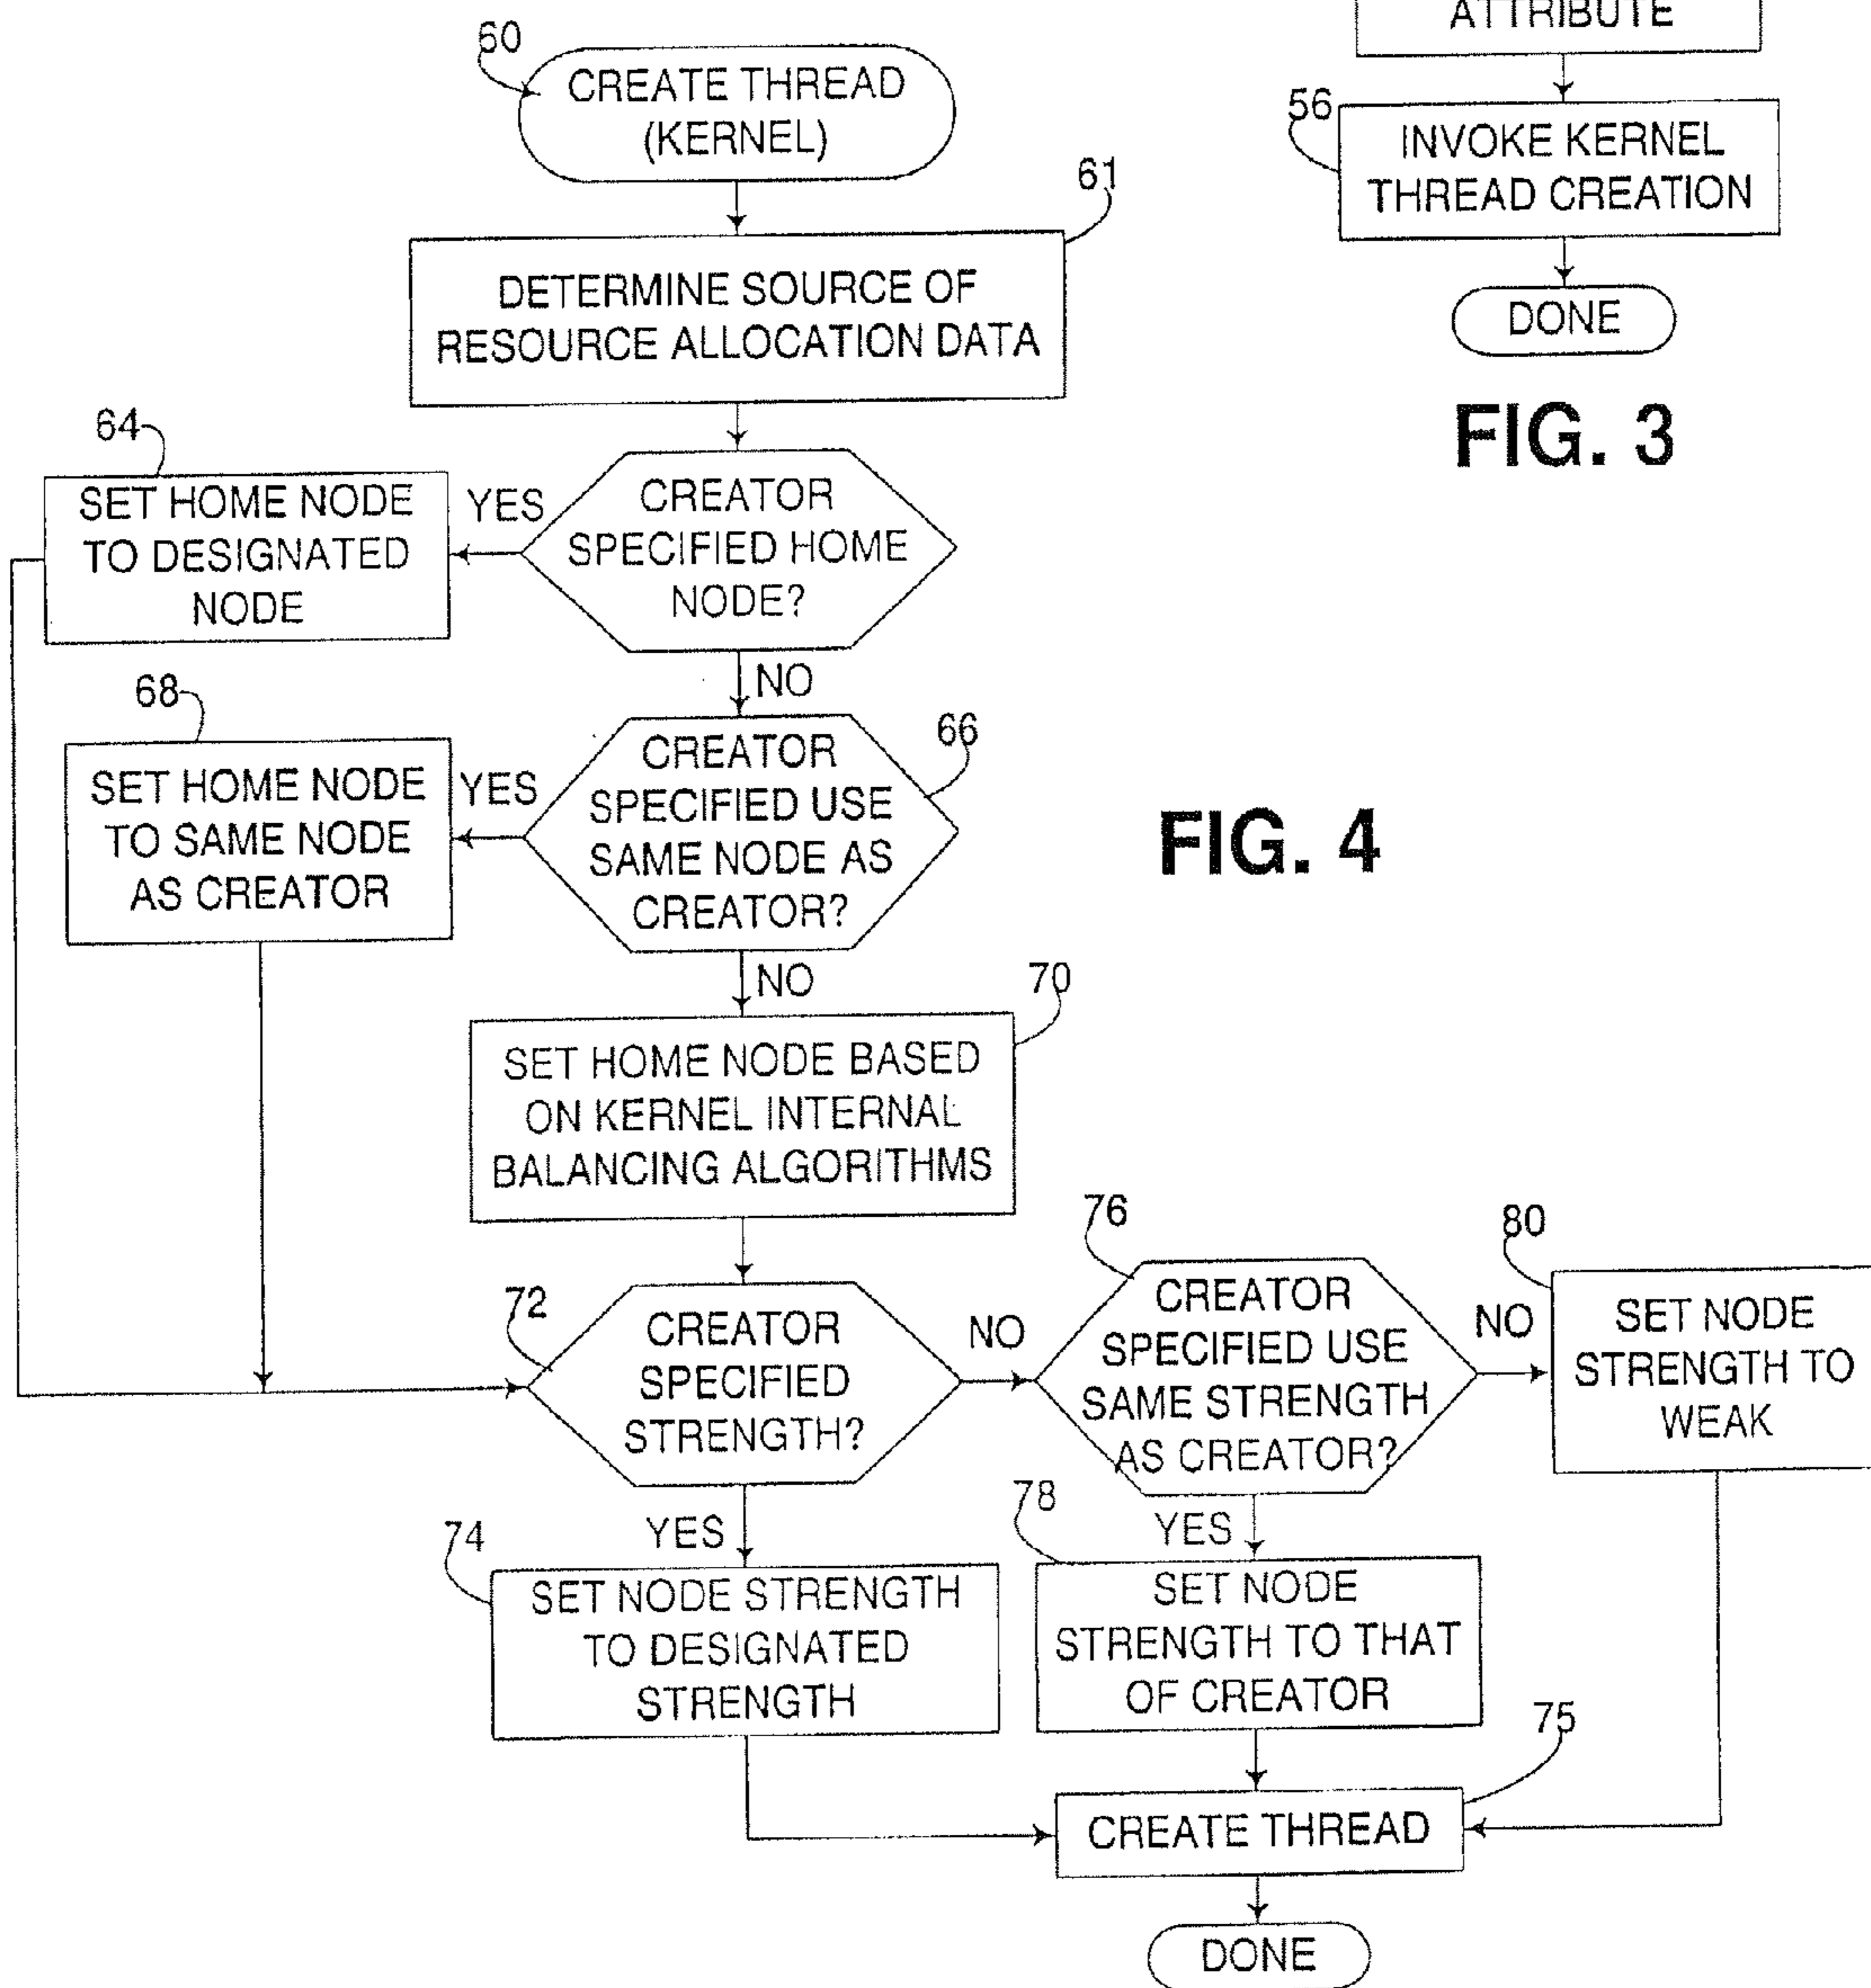 60
CREATE THREAD
(KERNEL)
61
DETERMINE SOURCE OF
RESOURCE ALLOCATION DATA
64
SET HOME NODE
TO DESIGNATED
NODE
YES
CREATOR
SPECIFIED HOME
NODE?
NO
68
SET HOME NODE
TO SAME NODE
AS CREATOR
YES
66
CREATOR
SPECIFIED USE
SAME NODE AS
CREATOR?
NO
70
SET HOME NODE BASED
ON KERNEL INTERNAL
BALANCING ALGORITHMS
72
CREATOR
SPECIFIED
STRENGTH?
NO
76
CREATOR
SPECIFIED USE
SAME STRENGTH
AS CREATOR?
NO
80
SET NODE
STRENGTH TO
WEAK
YES
74
SET NODE STRENGTH
TO DESIGNATED
STRENGTH
YES
78
SET NODE
STRENGTH TO THAT
OF CREATOR
75
CREATE THREAD
DONE
FIG. 4
ATTRIBUTE
56
INVOKE KERNEL
THREAD CREATION
DONE
FIG. 3